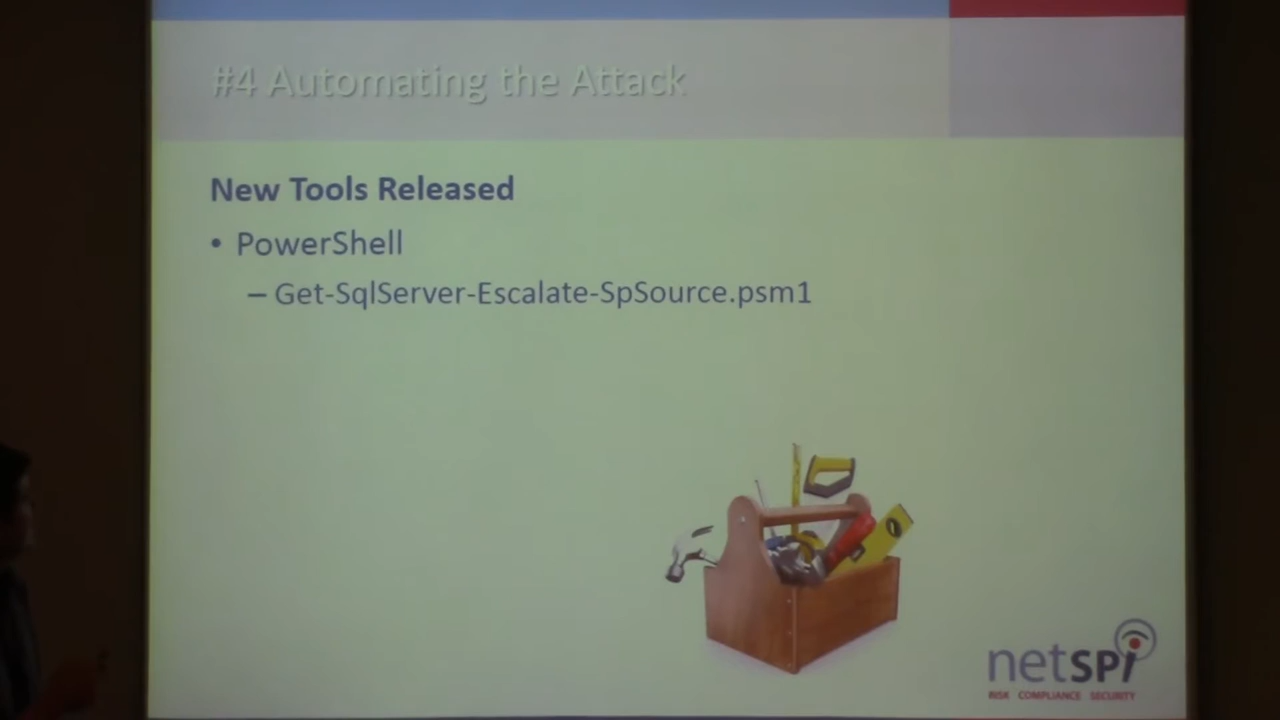 #4 Automating the Attack
New Tools Released
• PowerShell
– Get-SqlServer-Escalate-SpSource.psm1
netspi
RISK COMPLIANCE SECURITY